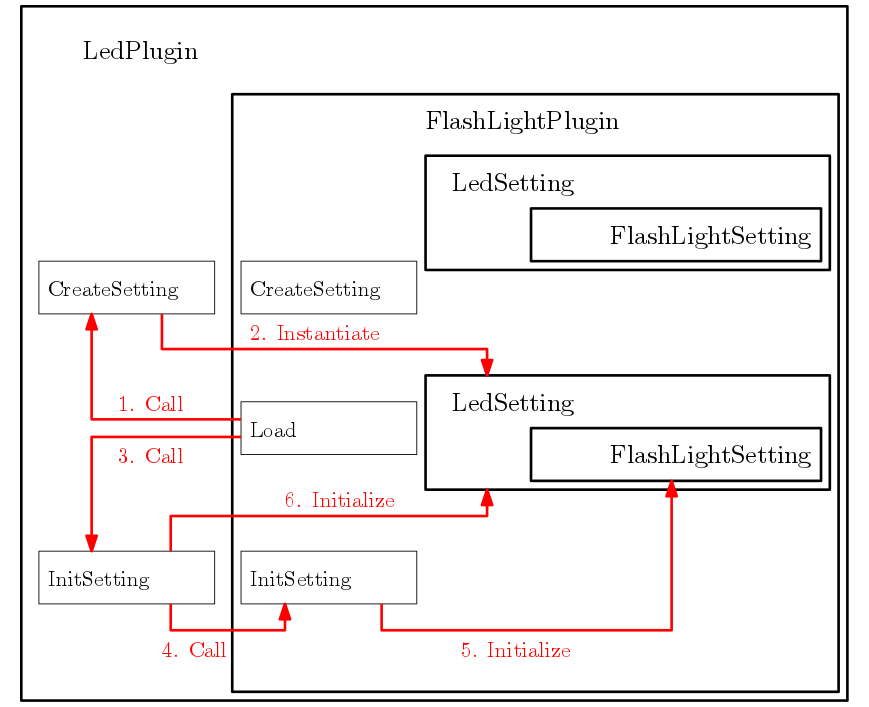 LedPlugin
FlashLightPlugin
LedSetting
FlashLightSetting
CreateSetting
CreateSetting
2. Instantiate
1. Call
LedSetting
Load
3. Call
FlashLightSetting
6. Initialize
InitSetting
InitSetting
4. Call
5. Initialize